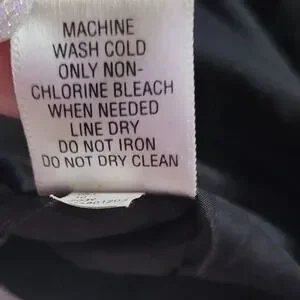 MACHINE
WASH COLD
ONLY NON-
CHLORINE BLEACH
WHEN NEEDED
LINE DRY
DO NOT IRON
DO NOT DRY CLEAN